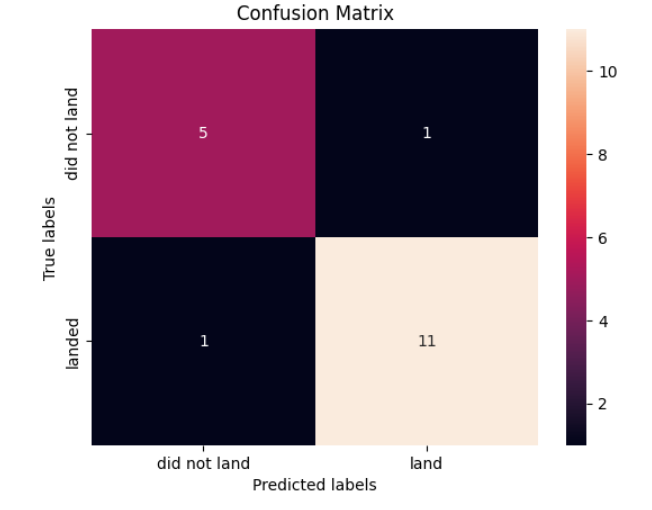 Confusion Matrix
True labels
did not land
landed
5
1
1
11
did not land
land
Predicted labels
10
8
6
4
2